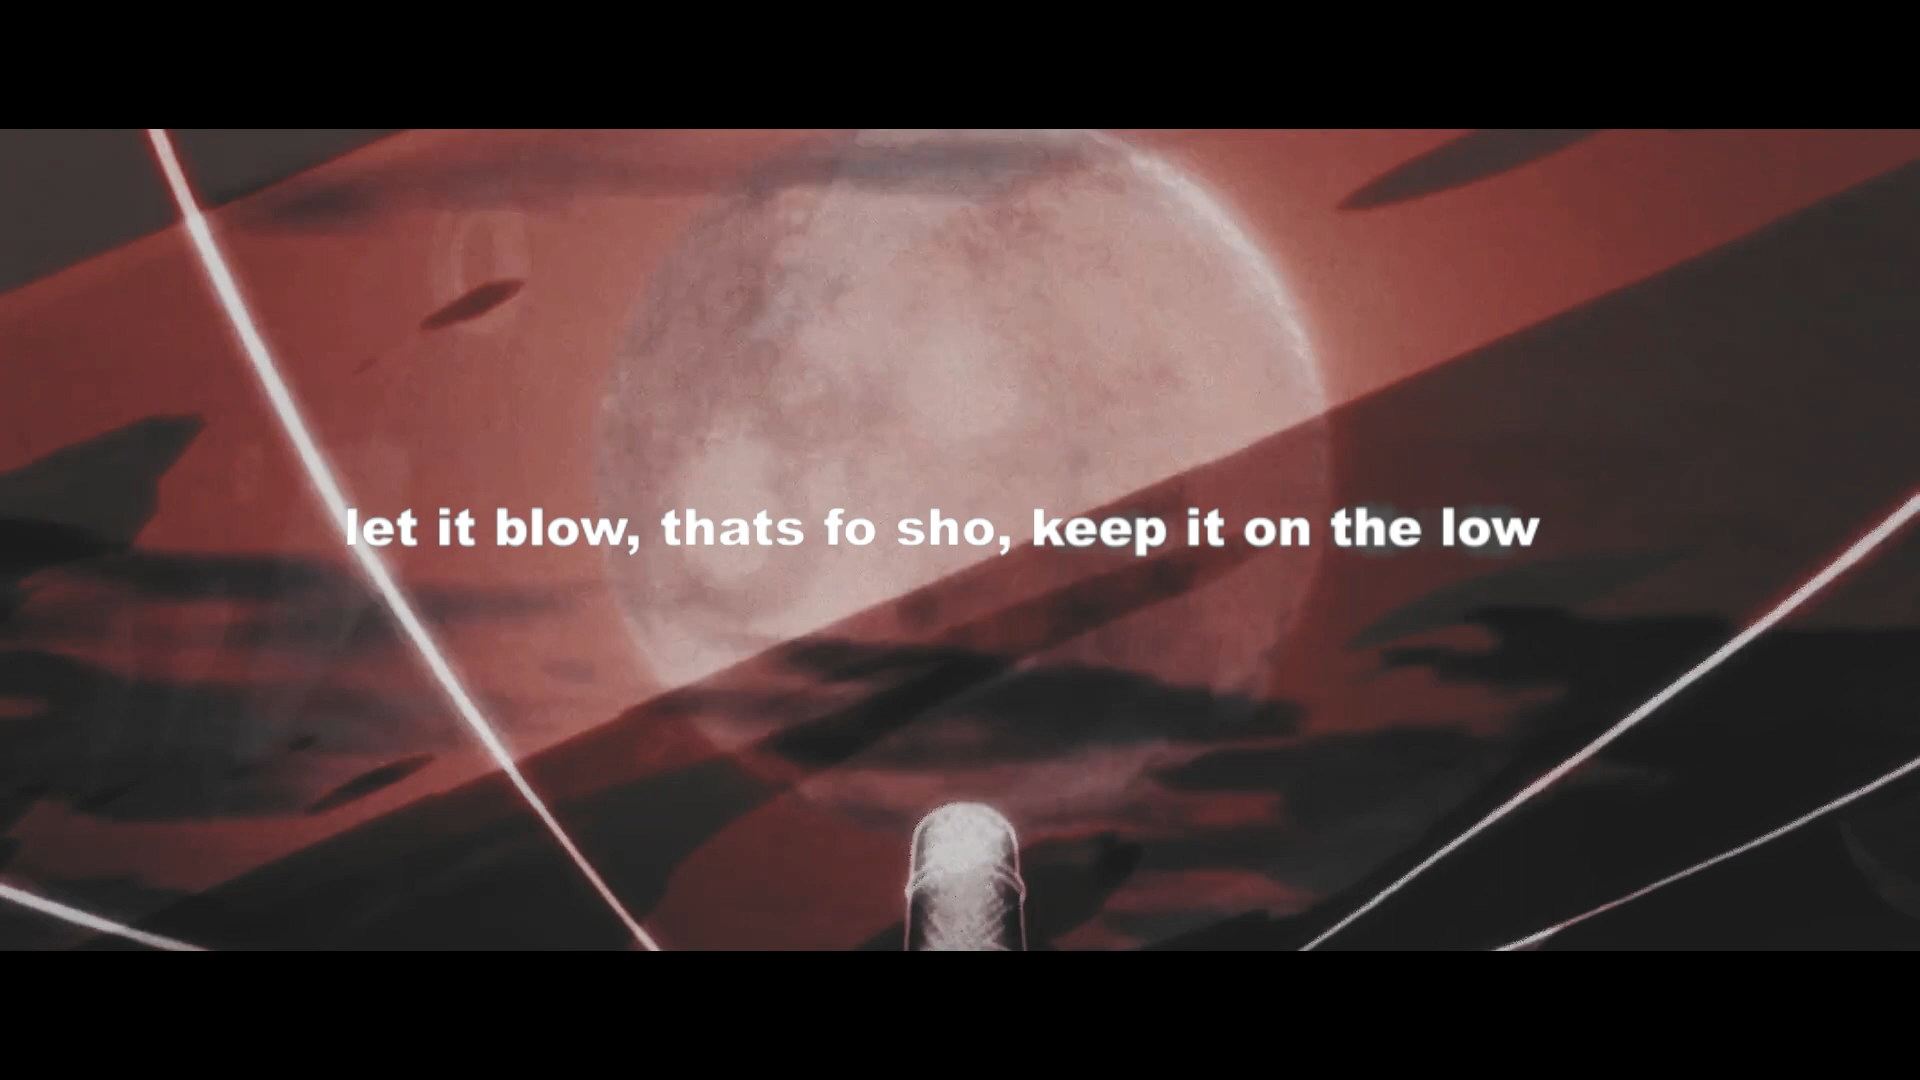 let it blow, thats fo sho, keep it on the low